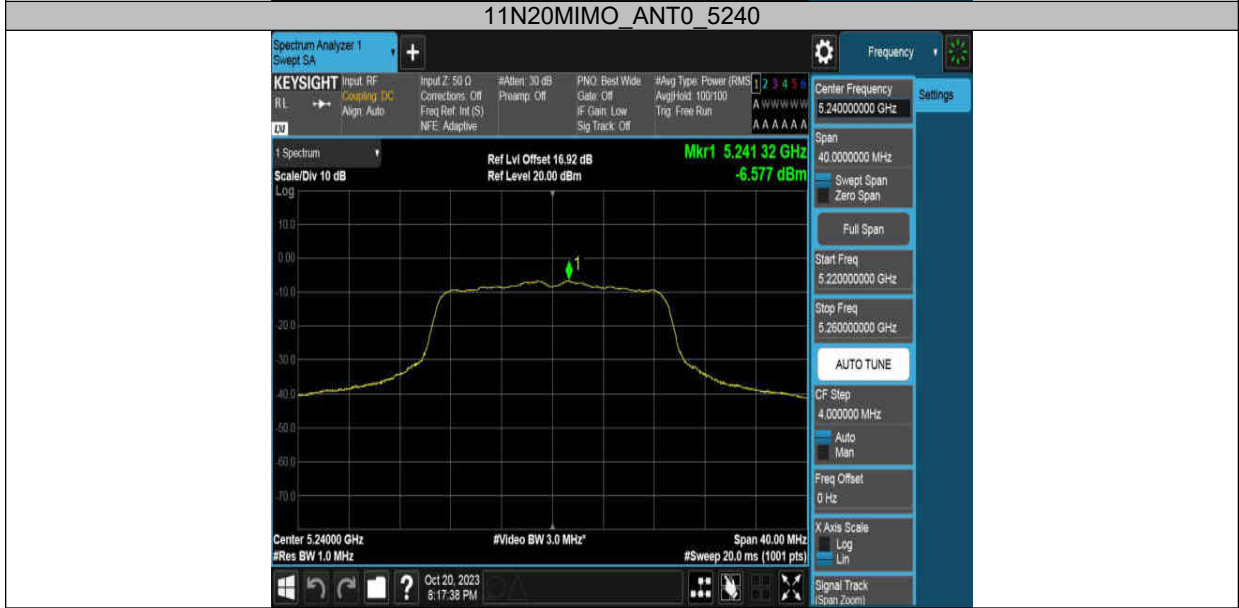 11N20MIMO_ANT0_5240
Spectrum Analyzer 1
Swept SA
+
Frequency
KEYSIGHT
RL
LXI
Input: RF
Coupling: DC
Align: Auto
Input Z: 50 Ω
Corrections: Off
Freq Ref: Int (S)
NFE: Adaptive
#Atten: 30 dB
Preamp: Off
PNO: Best Wide
Gate: Off
IF Gain: Low
Sig Track: Off
#Avg Type: Power (RMS
Avg|Hold: 100/100
Trig: Free Run
1 2 3 4 5 6
A W W W W W
A A A A A A
1 Spectrum
Scale/Div 10 dB
Log
Ref Lvl Offset 16.92 dB
Ref Level 20.00 dBm
Mkr1 5.241 32 GHz
-6.577 dBm
10.0
0.00
-10.0
-20.0
-30.0
-40.0
-50.0
-60.0
-70.0
1
Center 5.24000 GHz
#Res BW 1.0 MHz
#Video BW 3.0 MHz*
Span 40.00 MHz
#Sweep 20.0 ms (1001 pts)
Oct 20, 2023
8:17:38 PM
?
Center Frequency
5.240000000 GHz
Settings
Span
40.0000000 MHz
Swept Span
Zero Span
Full Span
Start Freq
5.220000000 GHz
Stop Freq
5.260000000 GHz
AUTO TUNE
CF Step
4.000000 MHz
Auto
Man
Freq Offset
0 Hz
X Axis Scale
Log
Lin
Signal Track
(Span Zoom)